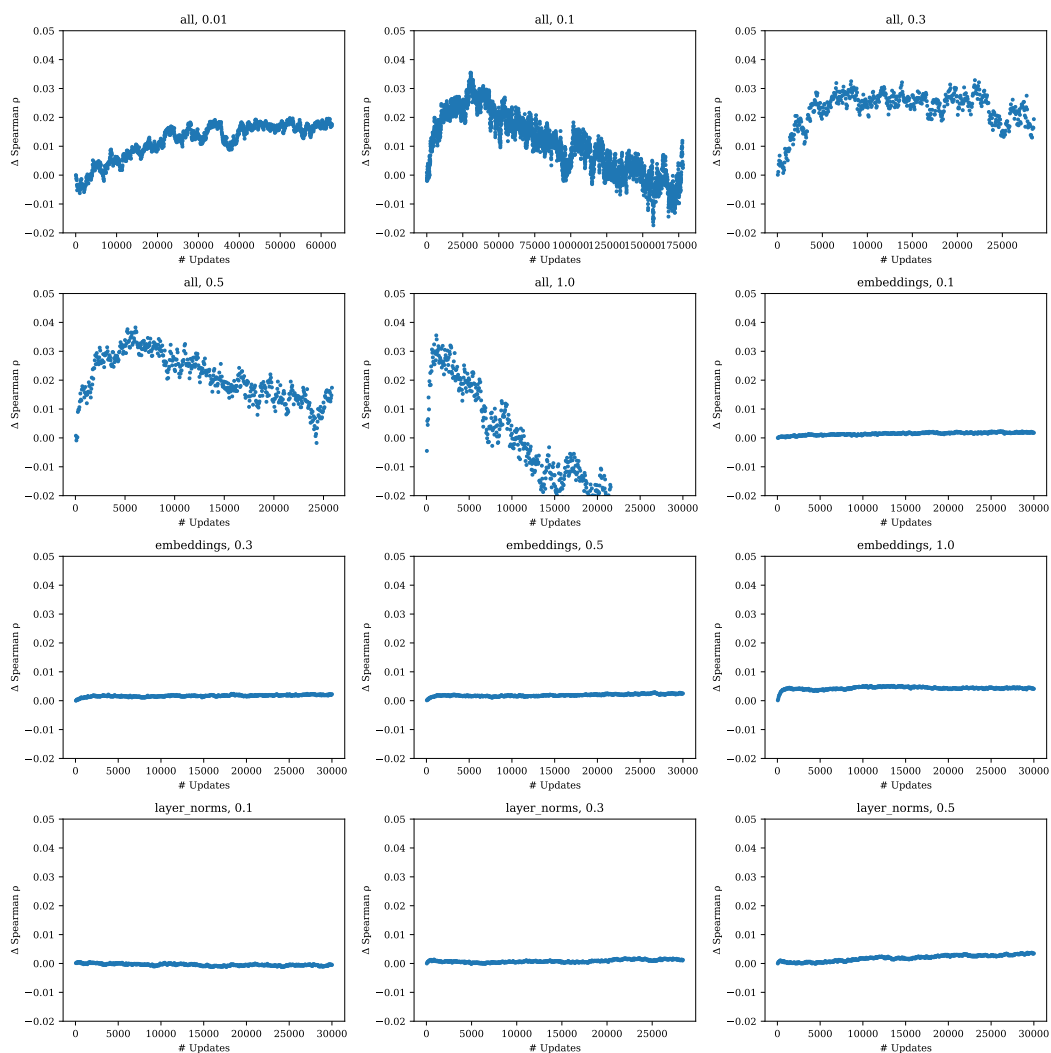 all, 0.01
0.05
0.04
0.03
0.02
0.01
0.00
−0.01
−0.02
Δ Spearman ρ
0 10000 20000 30000 40000 50000 60000
# Updates
all, 0.1
0.05
0.04
0.03
0.02
0.01
0.00
−0.01
−0.02
Δ Spearman ρ
0 25000 50000 75000 100000 125000 150000 175000
# Updates
all, 0.3
0.05
0.04
0.03
0.02
0.01
0.00
−0.01
−0.02
Δ Spearman ρ
0 5000 10000 15000 20000 25000
# Updates
all, 0.5
0.05
0.04
0.03
0.02
0.01
0.00
−0.01
−0.02
Δ Spearman ρ
0 5000 10000 15000 20000 25000
# Updates
all, 1.0
0.05
0.04
0.03
0.02
0.01
0.00
−0.01
−0.02
Δ Spearman ρ
0 5000 10000 15000 20000 25000 30000
# Updates
embeddings, 0.1
0.05
0.04
0.03
0.02
0.01
0.00
−0.01
−0.02
Δ Spearman ρ
0 5000 10000 15000 20000 25000 30000
# Updates
embeddings, 0.3
0.05
0.04
0.03
0.02
0.01
0.00
−0.01
−0.02
Δ Spearman ρ
0 5000 10000 15000 20000 25000 30000
# Updates
embeddings, 0.5
0.05
0.04
0.03
0.02
0.01
0.00
−0.01
−0.02
Δ Spearman ρ
0 5000 10000 15000 20000 25000 30000
# Updates
embeddings, 1.0
0.05
0.04
0.03
0.02
0.01
0.00
−0.01
−0.02
Δ Spearman ρ
0 5000 10000 15000 20000 25000 30000
# Updates
layer_norms, 0.1
0.05
0.04
0.03
0.02
0.01
0.00
−0.01
−0.02
Δ Spearman ρ
0 5000 10000 15000 20000 25000 30000
# Updates
layer_norms, 0.3
0.05
0.04
0.03
0.02
0.01
0.00
−0.01
−0.02
Δ Spearman ρ
0 5000 10000 15000 20000 25000
# Updates
layer_norms, 0.5
0.05
0.04
0.03
0.02
0.01
0.00
−0.01
−0.02
Δ Spearman ρ
0 5000 10000 15000 20000 25000 30000
# Updates